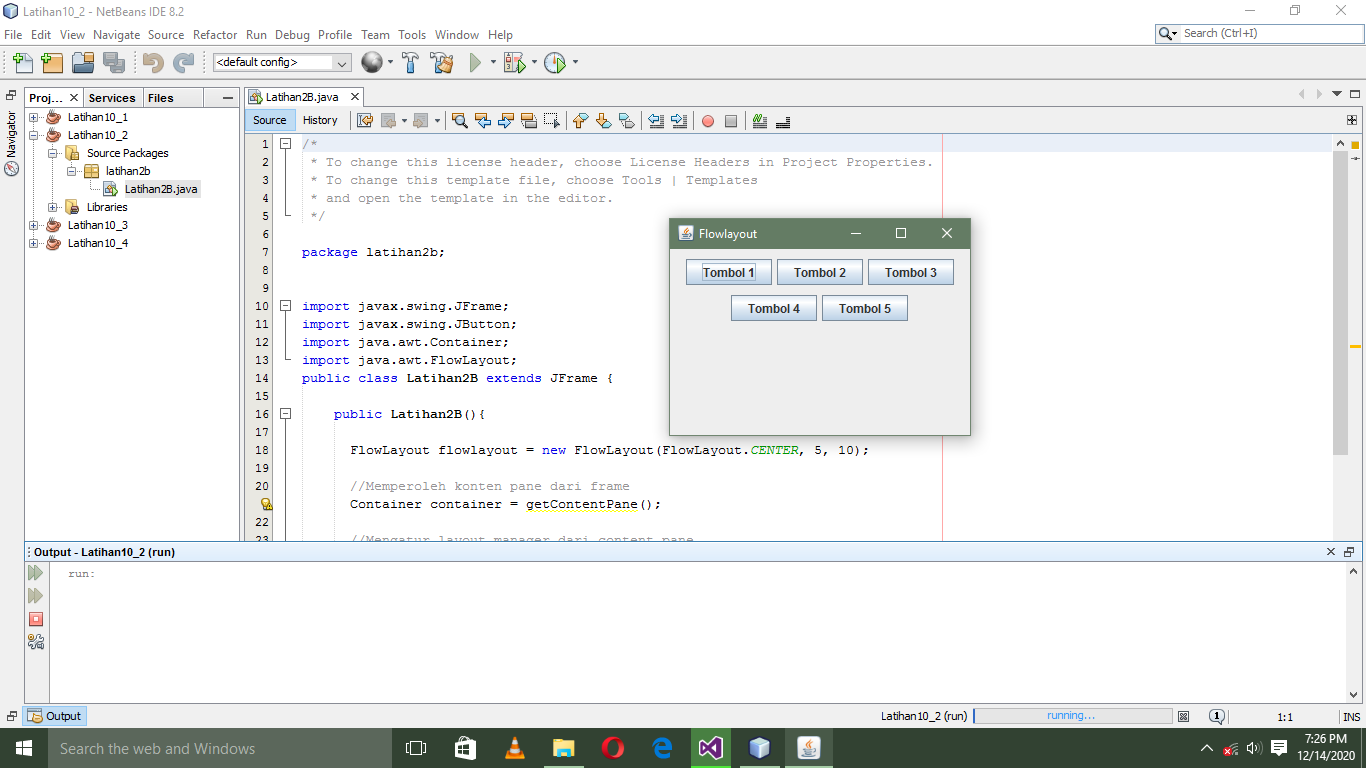 Latihan10_2 - NetBeans IDE 8.2
File Edit View Navigate Source Refactor Run Debug Profile Team Tools Window Help
Search (Ctrl+I)
<default config>
Proj... Services Files
Navigator
Latihan10_1
Latihan10_2
Source Packages
latihan2b
Latihan2B.java
Libraries
Latihan10_3
Latihan10_4
Latihan2B.java
Source History
1 /*
2 * To change this license header, choose License Headers in Project Properties.
3 * To change this template file, choose Tools | Templates
4 * and open the template in the editor.
5 */
6
7 package latihan2b;
8
9
10 import javax.swing.JFrame;
11 import javax.swing.JButton;
12 import java.awt.Container;
13 import java.awt.FlowLayout;
14 public class Latihan2B extends JFrame {
15
16 public Latihan2B(){
17
18 FlowLayout flowlayout = new FlowLayout(FlowLayout.CENTER, 5, 10);
19
20 //Memperoleh konten pane dari frame
Container container = getContentPane();
22
23 //Mengatur layout manager dari content pane
Flowlayout
Tombol 1 Tombol 2 Tombol 3
Tombol 4 Tombol 5
Output - Latihan10_2 (run)
run:
Output
Latihan10_2 (run) running... 1 1:1 INS
Search the web and Windows
7:26 PM
12/14/2020